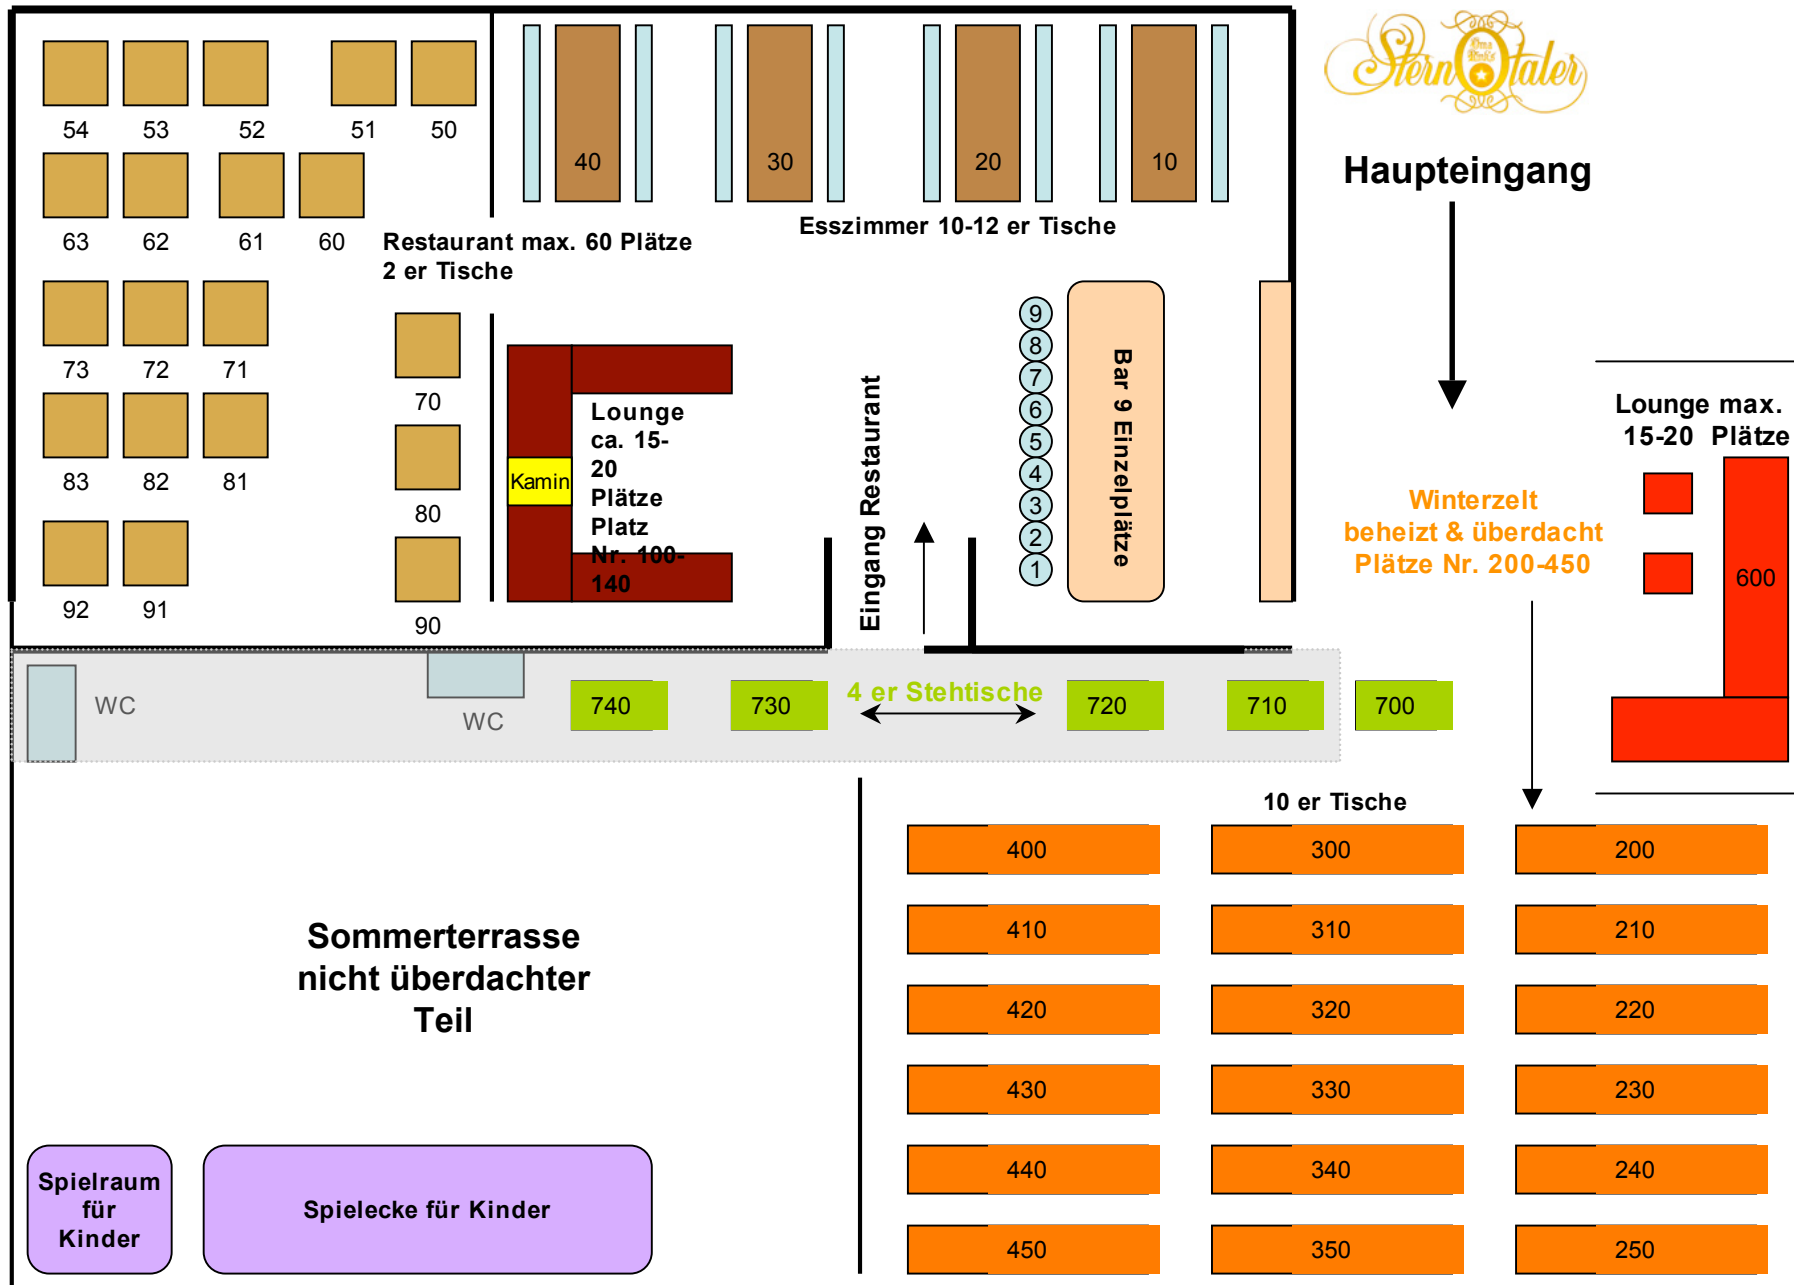 Stern Taler
Oma
Rink's
Haupteingang
54 53 52 51 50
40 30 20 10
63 62 61 60
Restaurant max. 60 Plätze
2 er Tische
Esszimmer 10-12 er Tische
73 72 71
70
83 82 81
80
92 91
90
Kamin
Lounge
ca. 15-
20
Plätze
Platz
Nr. 100-
140
Eingang Restaurant
9
8
7
6
5
4
3
2
1
Bar 9 Einzelplätze
Winterzelt
beheizt & überdacht
Plätze Nr. 200-450
Lounge max.
15-20 Plätze
600
WC
WC
740 730
4 er Stehtische
720 710 700
10 er Tische
400 300 200
410 310 210
420 320 220
430 330 230
440 340 240
450 350 250
Sommerterrasse
nicht überdachter
Teil
Spielraum
für
Kinder
Spielecke für Kinder